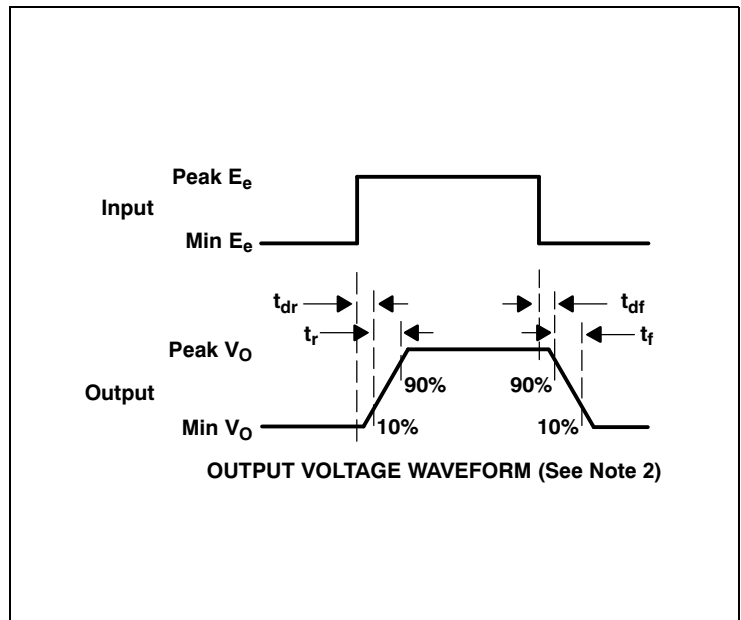 Peak Ee
Input
Min Ee
tdr
tdf
tr
tf
Peak VO
90%
90%
Output
10%
10%
Min VO
OUTPUT VOLTAGE WAVEFORM (See Note 2)